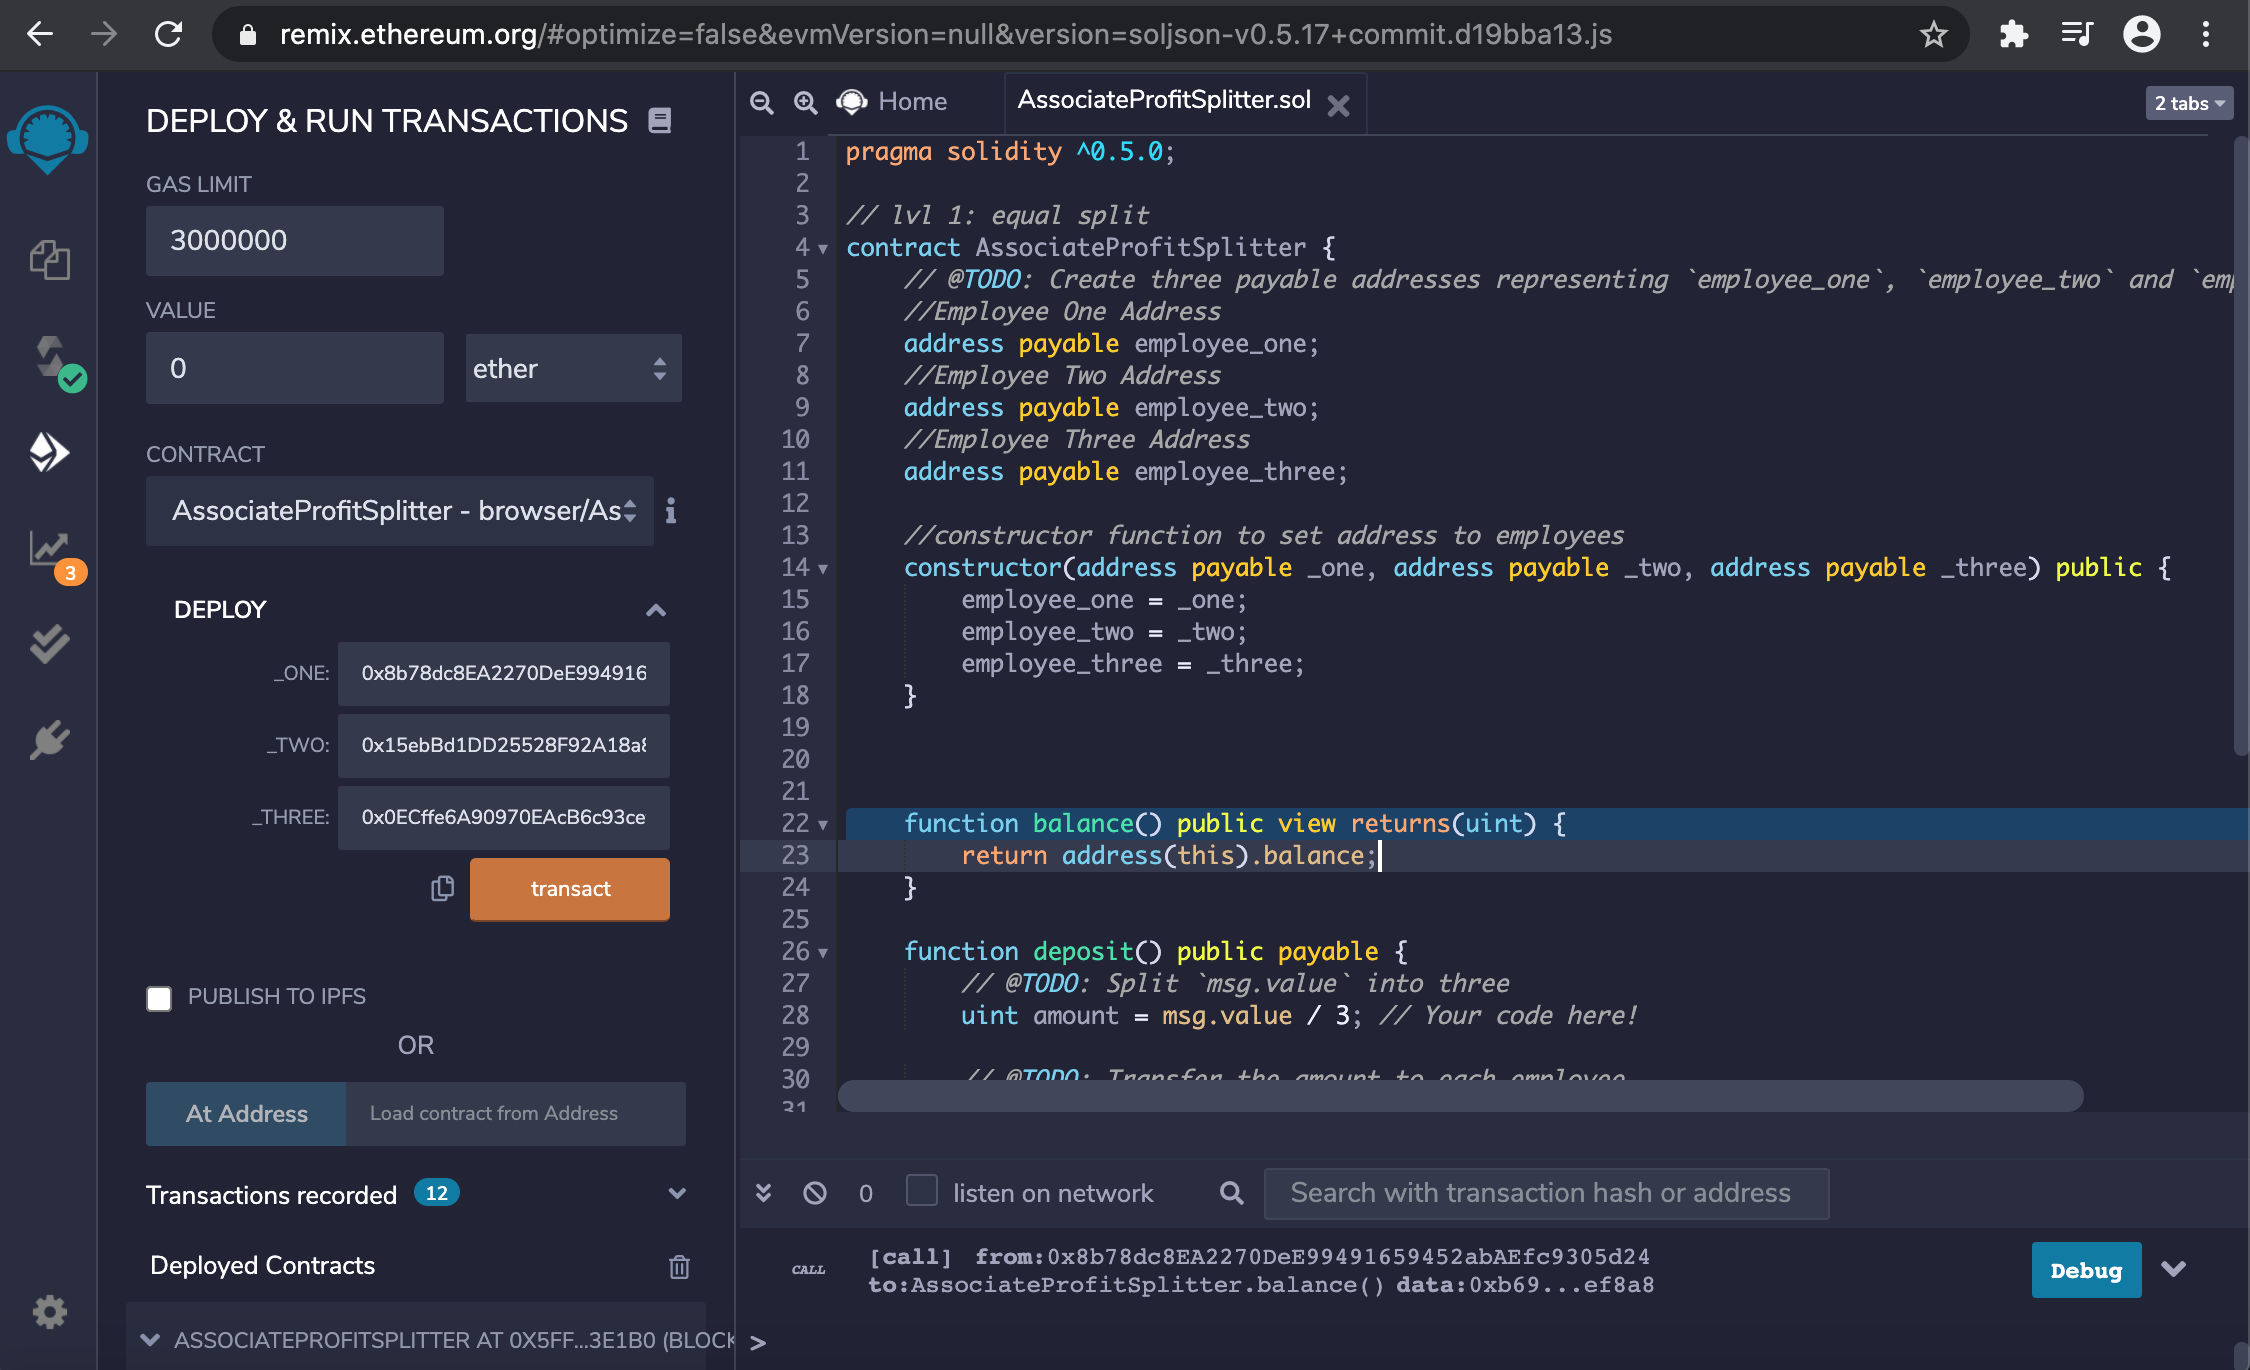 remix.ethereum.org/#optimize=false&evmVersion=null&version=soljson-v0.5.17+commit.d19bba13.js
DEPLOY & RUN TRANSACTIONS
GAS LIMIT
3000000
VALUE
0
ether
CONTRACT
AssociateProfitSplitter - browser/As
3
DEPLOY
_ONE:
0x8b78dc8EA2270DeE994916
_TWO:
0x15ebBd1DD25528F92A18a
_THREE:
0x0ECffe6A90970EAcB6c93ce
transact
PUBLISH TO IPFS
OR
At Address
Load contract from Address
Transactions recorded 12
Deployed Contracts
ASSOCIATEPROFITSPLITTER AT 0X5FF...3E1B0 (BLOCK
Home
AssociateProfitSplitter.sol
2 tabs
1 pragma solidity ^0.5.0;
2
3 // lvl 1: equal split
4 contract AssociateProfitSplitter {
5 // @TODO: Create three payable addresses representing `employee_one`, `employee_two` and `em
6 //Employee One Address
7 address payable employee_one;
8 //Employee Two Address
9 address payable employee_two;
10 //Employee Three Address
11 address payable employee_three;
12
13 //constructor function to set address to employees
14 constructor(address payable _one, address payable _two, address payable _three) public {
15 employee_one = _one;
16 employee_two = _two;
17 employee_three = _three;
18 }
19
20
21
22 function balance() public view returns(uint) {
23 return address(this).balance;
24 }
25
26 function deposit() public payable {
27 // @TODO: Split `msg.value` into three
28 uint amount = msg.value / 3; // Your code here!
29
30 // @TODO: Transfer the amount to each employee
31
0
listen on network
Search with transaction hash or address
CALL
[call] from:0x8b78dc8EA2270DeE99491659452abAEfc9305d24
to:AssociateProfitSplitter.balance() data:0xb69...ef8a8
Debug
>